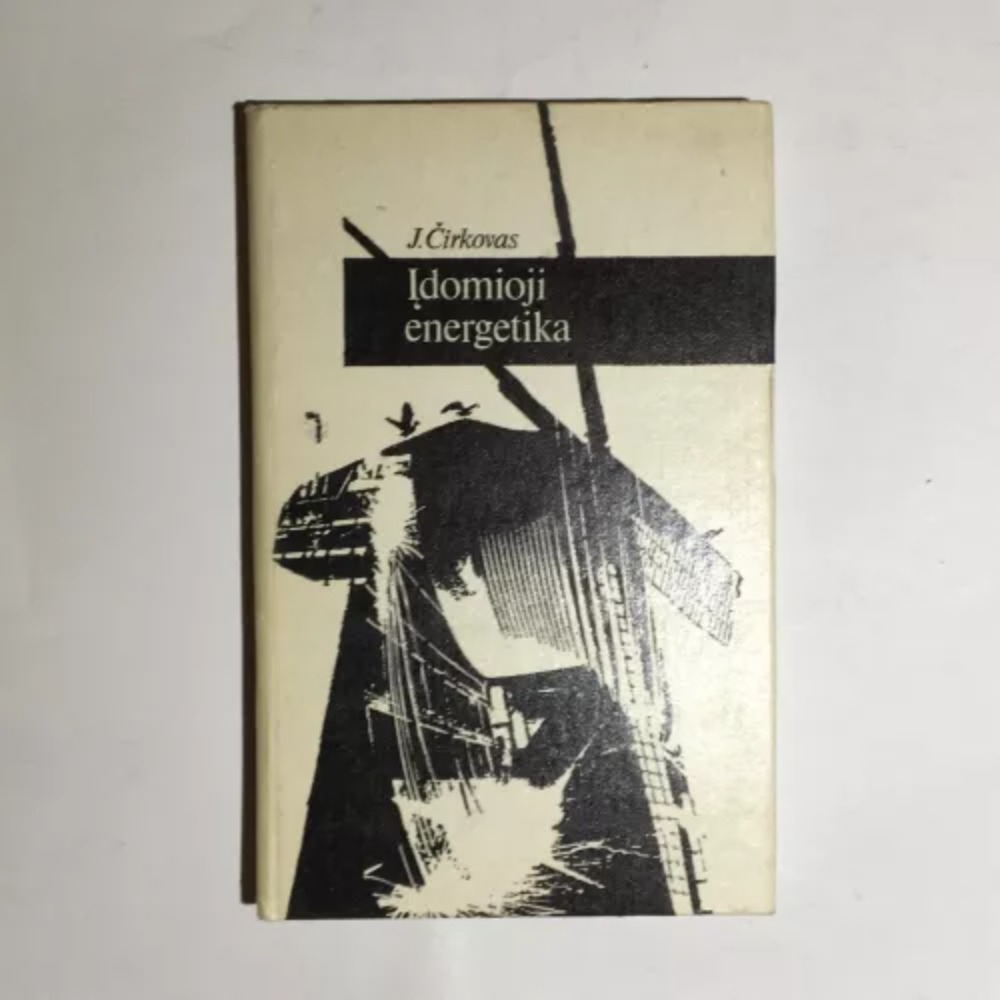 J. Čirkovas
Įdomioji
energetika